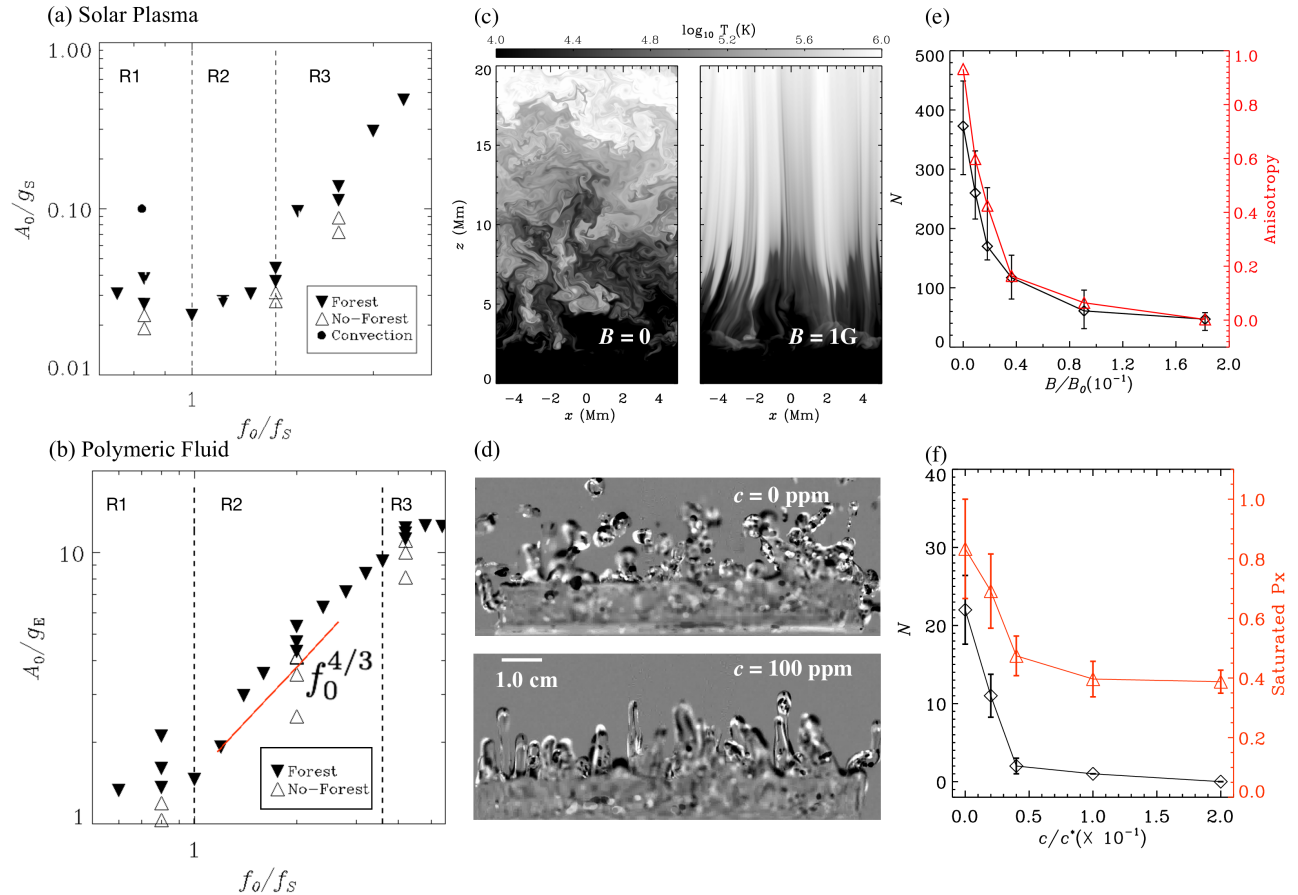 (a) Solar Plasma
1.00
0.10
0.01
A₀/g_S
R1
R2
R3
Forest
No-Forest
Convection
1
f₀/f_S
(b) Polymeric Fluid
10
1
A₀/g_E
R1
R2
R3
f₀^{4/3}
Forest
No-Forest
1
f₀/f_S
(c)
log₁₀ T (K)
4.0 4.4 4.8 5.2 5.6 6.0
20
15
10
5
0
z (Mm)
B = 0
B = 1G
-4 -2 0 2 4
-4 -2 0 2 4
x (Mm)
x (Mm)
(d)
c = 0 ppm
1.0 cm
c = 100 ppm
(e)
500
400
300
200
100
0
N
1.0
0.8
0.6
0.4
0.2
0.0
Anisotropy
0.0 0.4 0.8 1.2 1.6 2.0
B/B₀(10⁻¹)
(f)
40
30
20
10
0
N
1.0
0.8
0.6
0.4
0.2
0.0
Saturated Px
0.0 0.5 1.0 1.5 2.0
c/c*(× 10⁻¹)